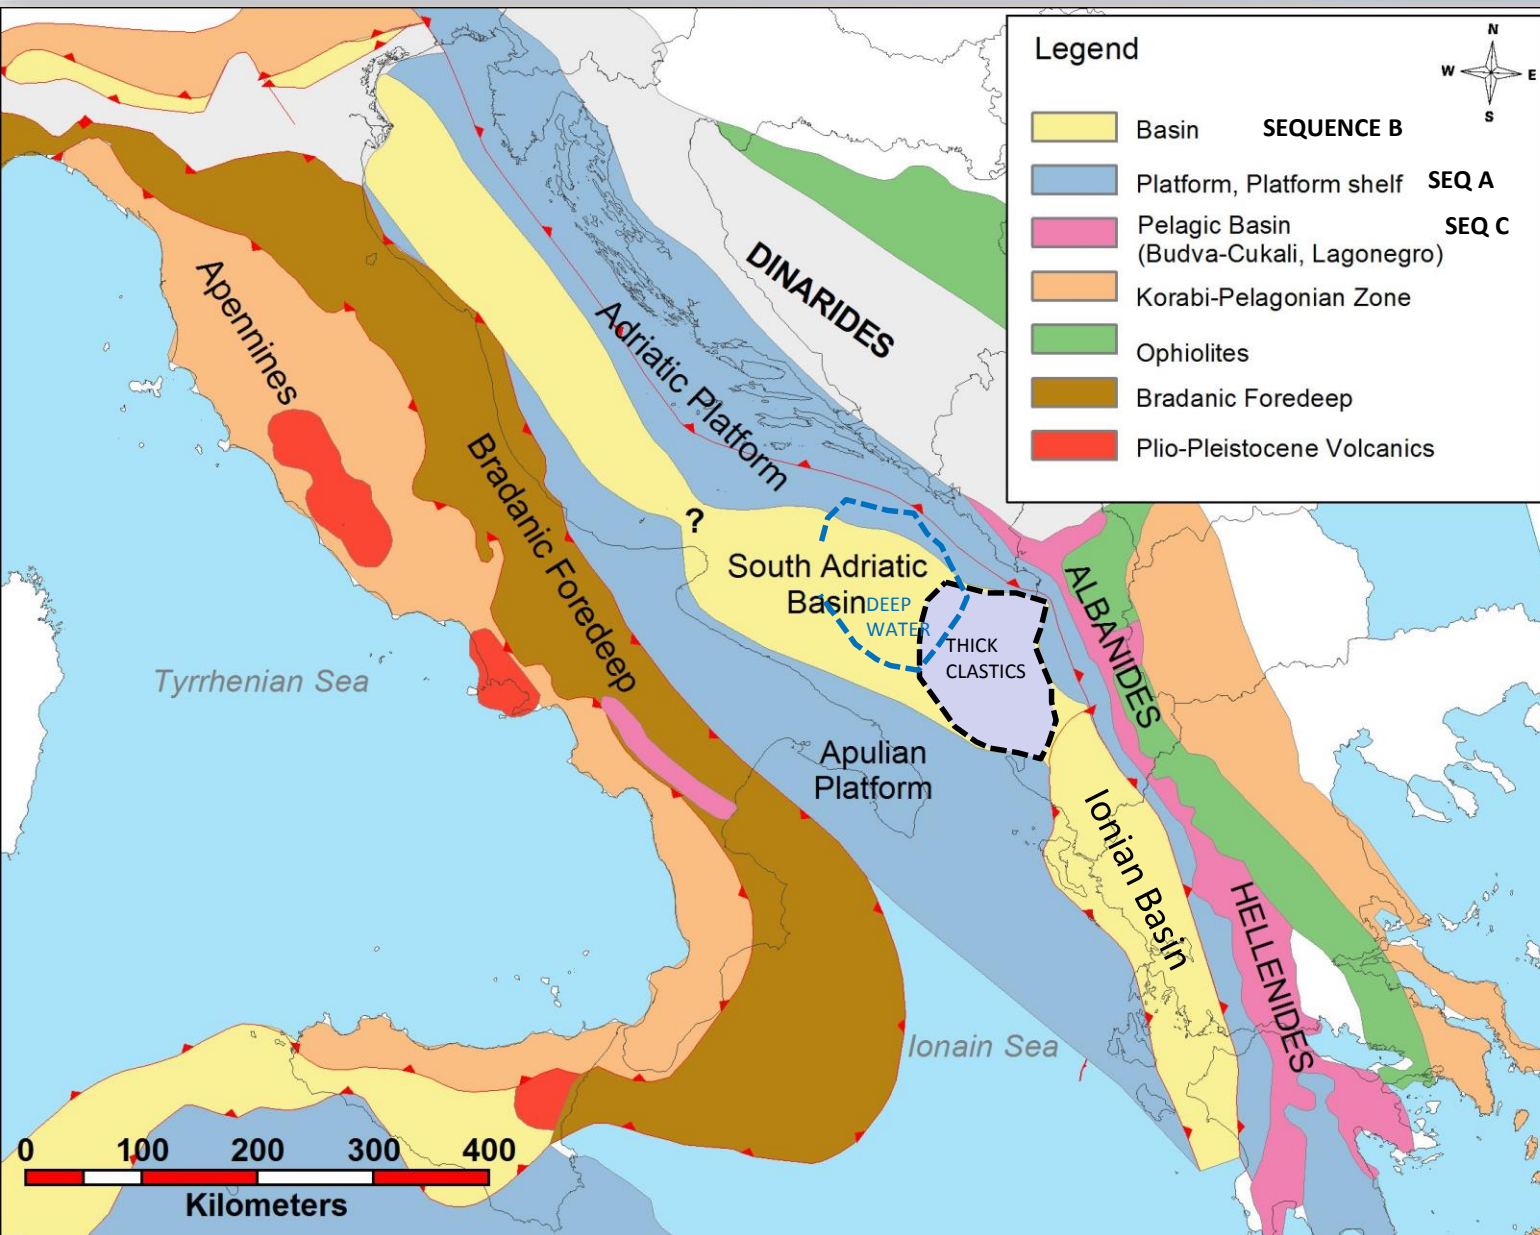 Legend
N
W E
S
Basin SEQUENCE B
Platform, Platform shelf SEQ A
Pelagic Basin SEQ C
(Budva-Cukali, Lagonegro)
Korabi-Pelagonian Zone
Ophiolites
Bradanic Foredeep
Plio-Pleistocene Volcanics
DINARIDES
Apennines
Adriatic Platform
Bradanic Foredeep
?
South Adriatic
Basin
DEEP
WATER
THICK
CLASTICS
ALBANIDES
Tyrrhenian Sea
Apulian
Platform
Ionian Basin
HELLENIDES
Ionain Sea
0 100 200 300 400
Kilometers